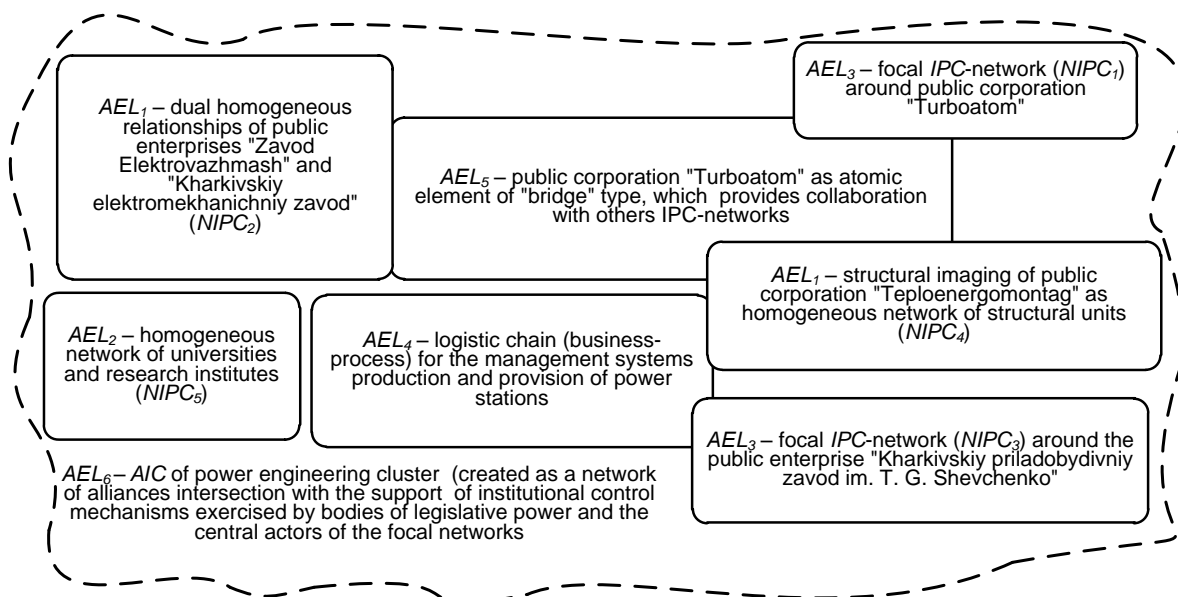 AEL1 – dual homogeneous
relationships of public
enterprises "Zavod
Elektrovazhmash" and
"Kharkivskiy
elektromekhanichniy zavod"
(NIPC2)
AEL3 – focal IPC-network (NIPC1)
around public corporation
"Turboatom"
AEL5 – public corporation "Turboatom" as atomic
element of "bridge" type, which provides collaboration
with others IPC-networks
AEL1 – structural imaging of public
corporation "Teploenergomontag" as
homogeneous network of structural units
(NIPC4)
AEL2 – homogeneous
network of universities
and research institutes
(NIPC5)
AEL4 – logistic chain (business-
process) for the management systems
production and provision of power
stations
AEL3 – focal IPC-network (NIPC3) around the
public enterprise "Kharkivskiy priladobydivniy
zavod im. T. G. Shevchenko"
AEL6 – AIC of power engineering cluster (created as a network
of alliances intersection with the support of institutional control
mechanisms exercised by bodies of legislative power and the
central actors of the focal networks